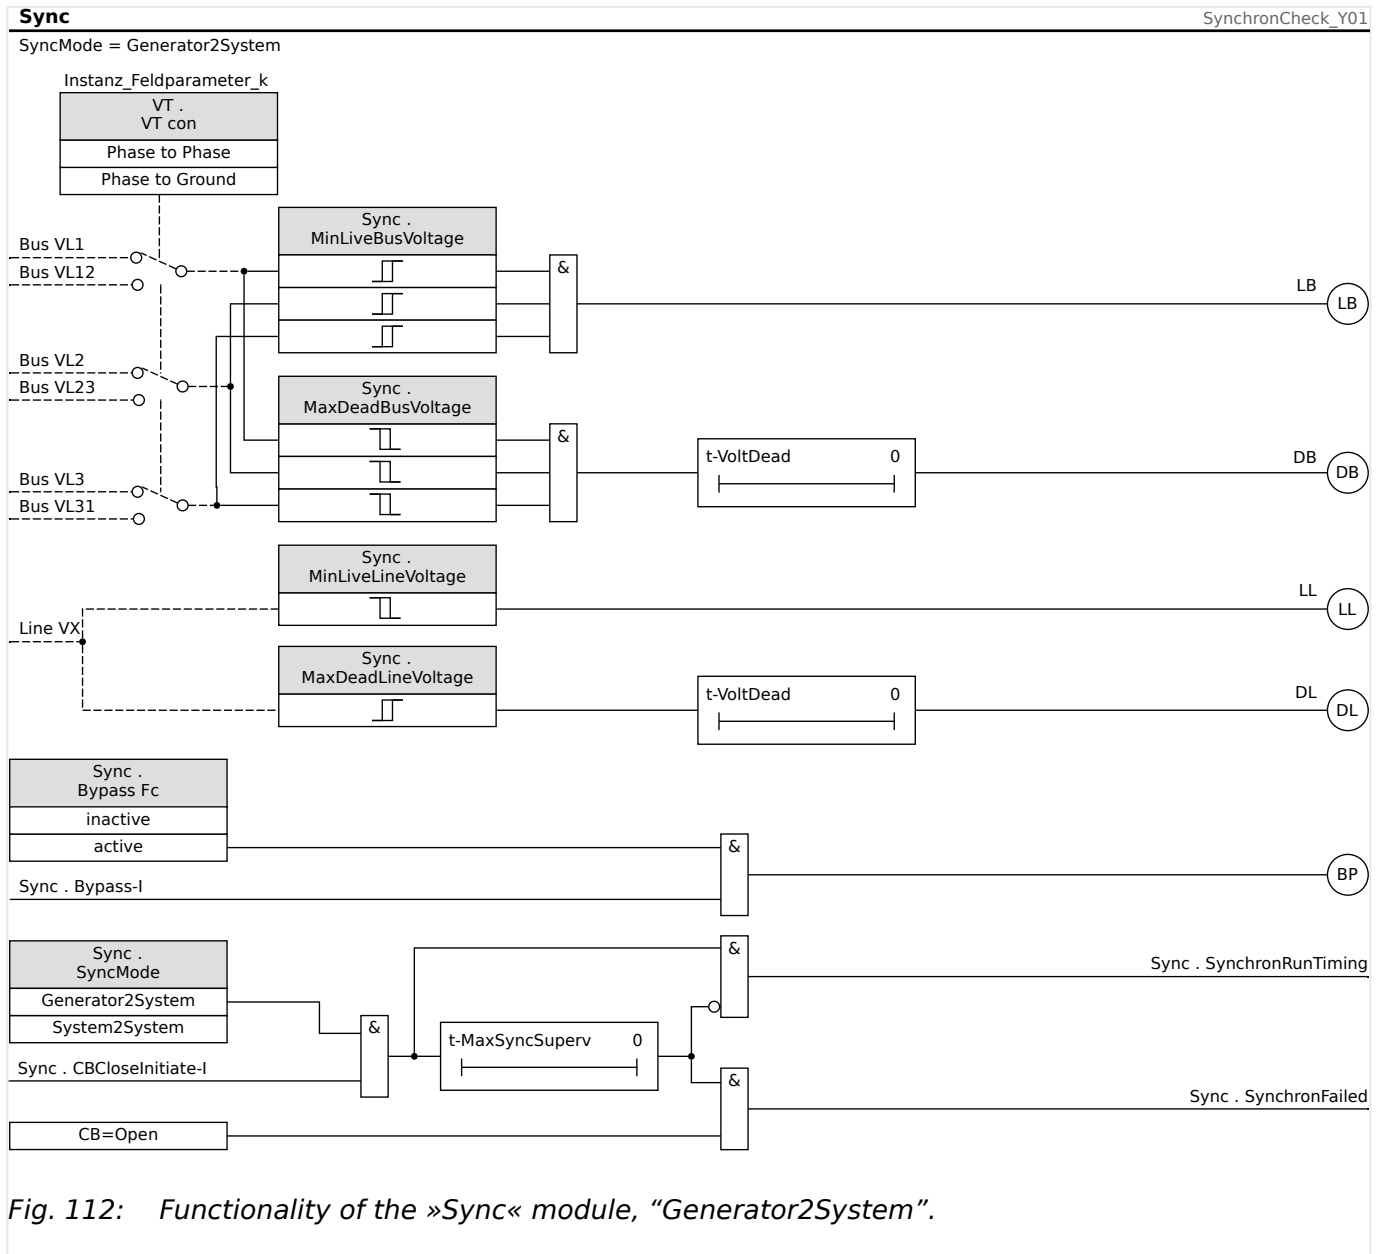 Sync
SynchronCheck_Y01
SyncMode = Generator2System
Instanz_Feldparameter_k
VT .
VT con
Phase to Phase
Phase to Ground
Sync .
MinLiveBusVoltage
Bus VL1
Bus VL12
&
LB
LB
Bus VL2
Bus VL23
Sync .
MaxDeadBusVoltage
&
t-VoltDead 0
DB
DB
Bus VL3
Bus VL31
Sync .
MinLiveLineVoltage
LL
LL
Line VX
Sync .
MaxDeadLineVoltage
t-VoltDead 0
DL
DL
Sync .
Bypass Fc
inactive
active
&
Sync . Bypass-I
BP
Sync .
SyncMode
Generator2System
System2System
&
Sync . SynchronRunTiming
&
t-MaxSyncSuperv 0
Sync . CBCloseInitiate-I
&
Sync . SynchronFailed
CB=Open
Fig. 112: Functionality of the »Sync« module, “Generator2System”.